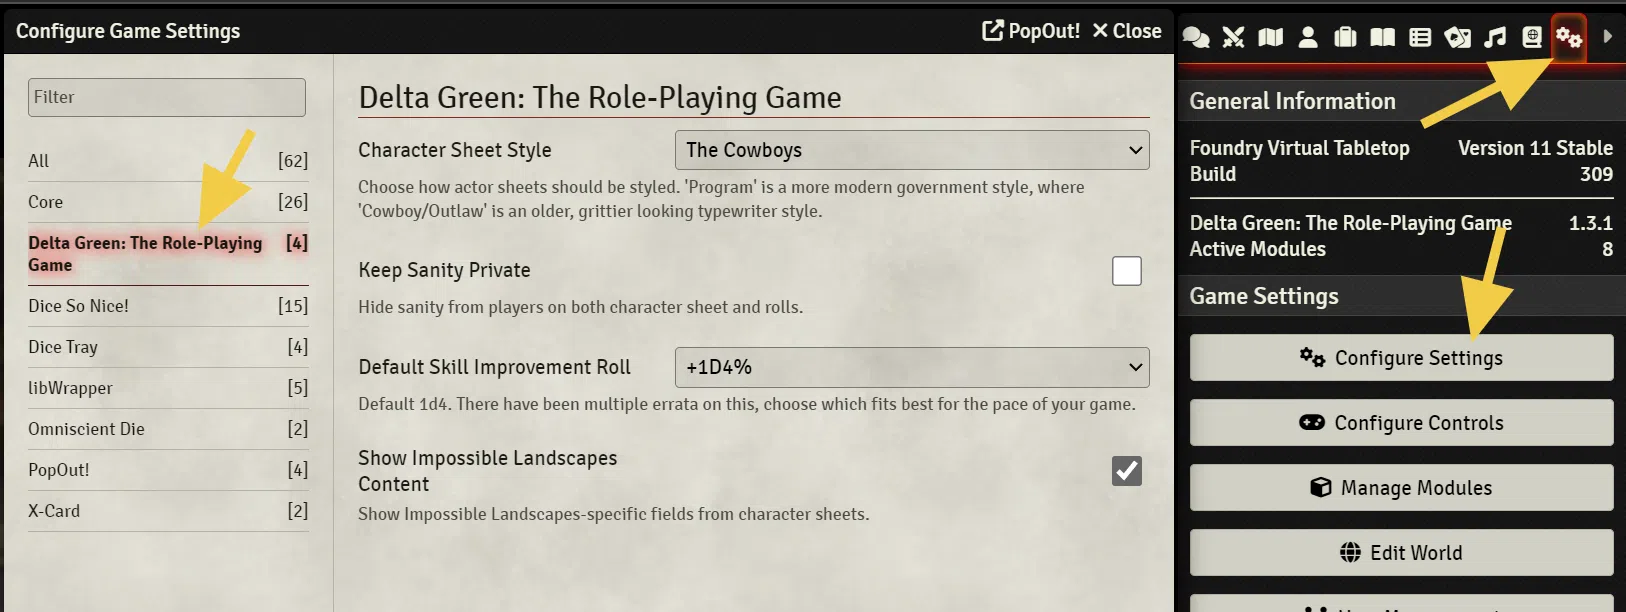 Configure Game Settings
PopOut!
Close
Filter
All [62]
Core [26]
Delta Green: The Role-Playing [4]
Game
Dice So Nice! [15]
Dice Tray [4]
libWrapper [5]
Omniscient Die [2]
PopOut! [4]
X-Card [2]
Delta Green: The Role-Playing Game
Character Sheet Style
The Cowboys
Choose how actor sheets should be styled. 'Program' is a more modern government style, where
'Cowboy/Outlaw' is an older, grittier looking typewriter style.
Keep Sanity Private
Hide sanity from players on both character sheet and rolls.
Default Skill Improvement Roll
+1D4%
Default 1d4. There have been multiple errata on this, choose which fits best for the pace of your game.
Show Impossible Landscapes
Content
Show Impossible Landscapes-specific fields from character sheets.
General Information
Foundry Virtual Tabletop Version 11 Stable
Build 309
Delta Green: The Role-Playing Game 1.3.1
Active Modules 8
Game Settings
Configure Settings
Configure Controls
Manage Modules
Edit World